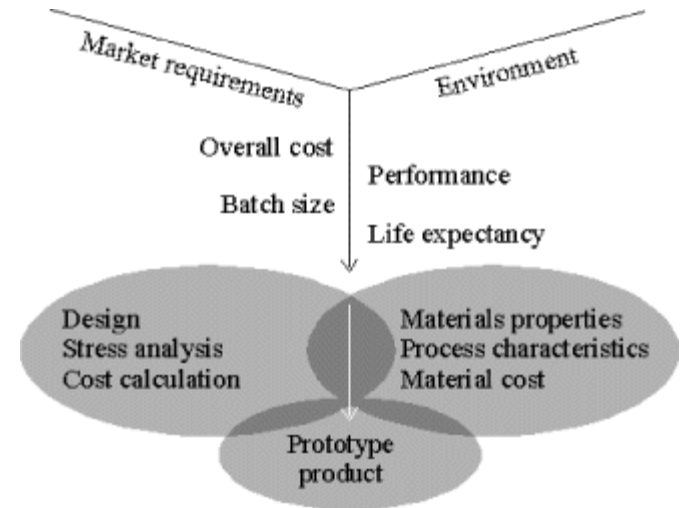 Market requirements
Environment
Overall cost
Performance
Batch size
Life expectancy
Design
Stress analysis
Cost calculation
Materials properties
Process characteristics
Material cost
Prototype
product